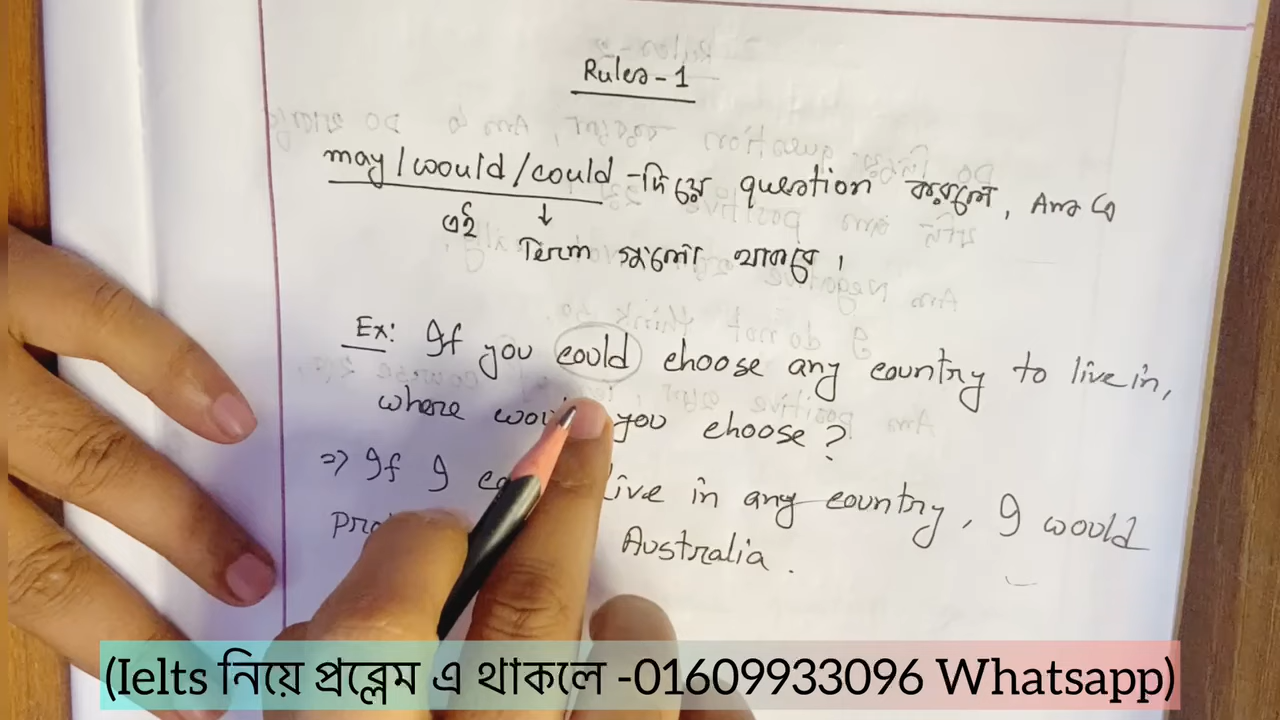 Rules-1
may/would/could -দিয়ে question করলে, Ans এ
এই Term গুলো থাকবে।
Ex: If you could choose any country to live in,
where you choose?
=> If I live in any country, I would
Australia.
(Ielts নিয়ে প্রব্লেম এ থাকলে -01609933096 Whatsapp)